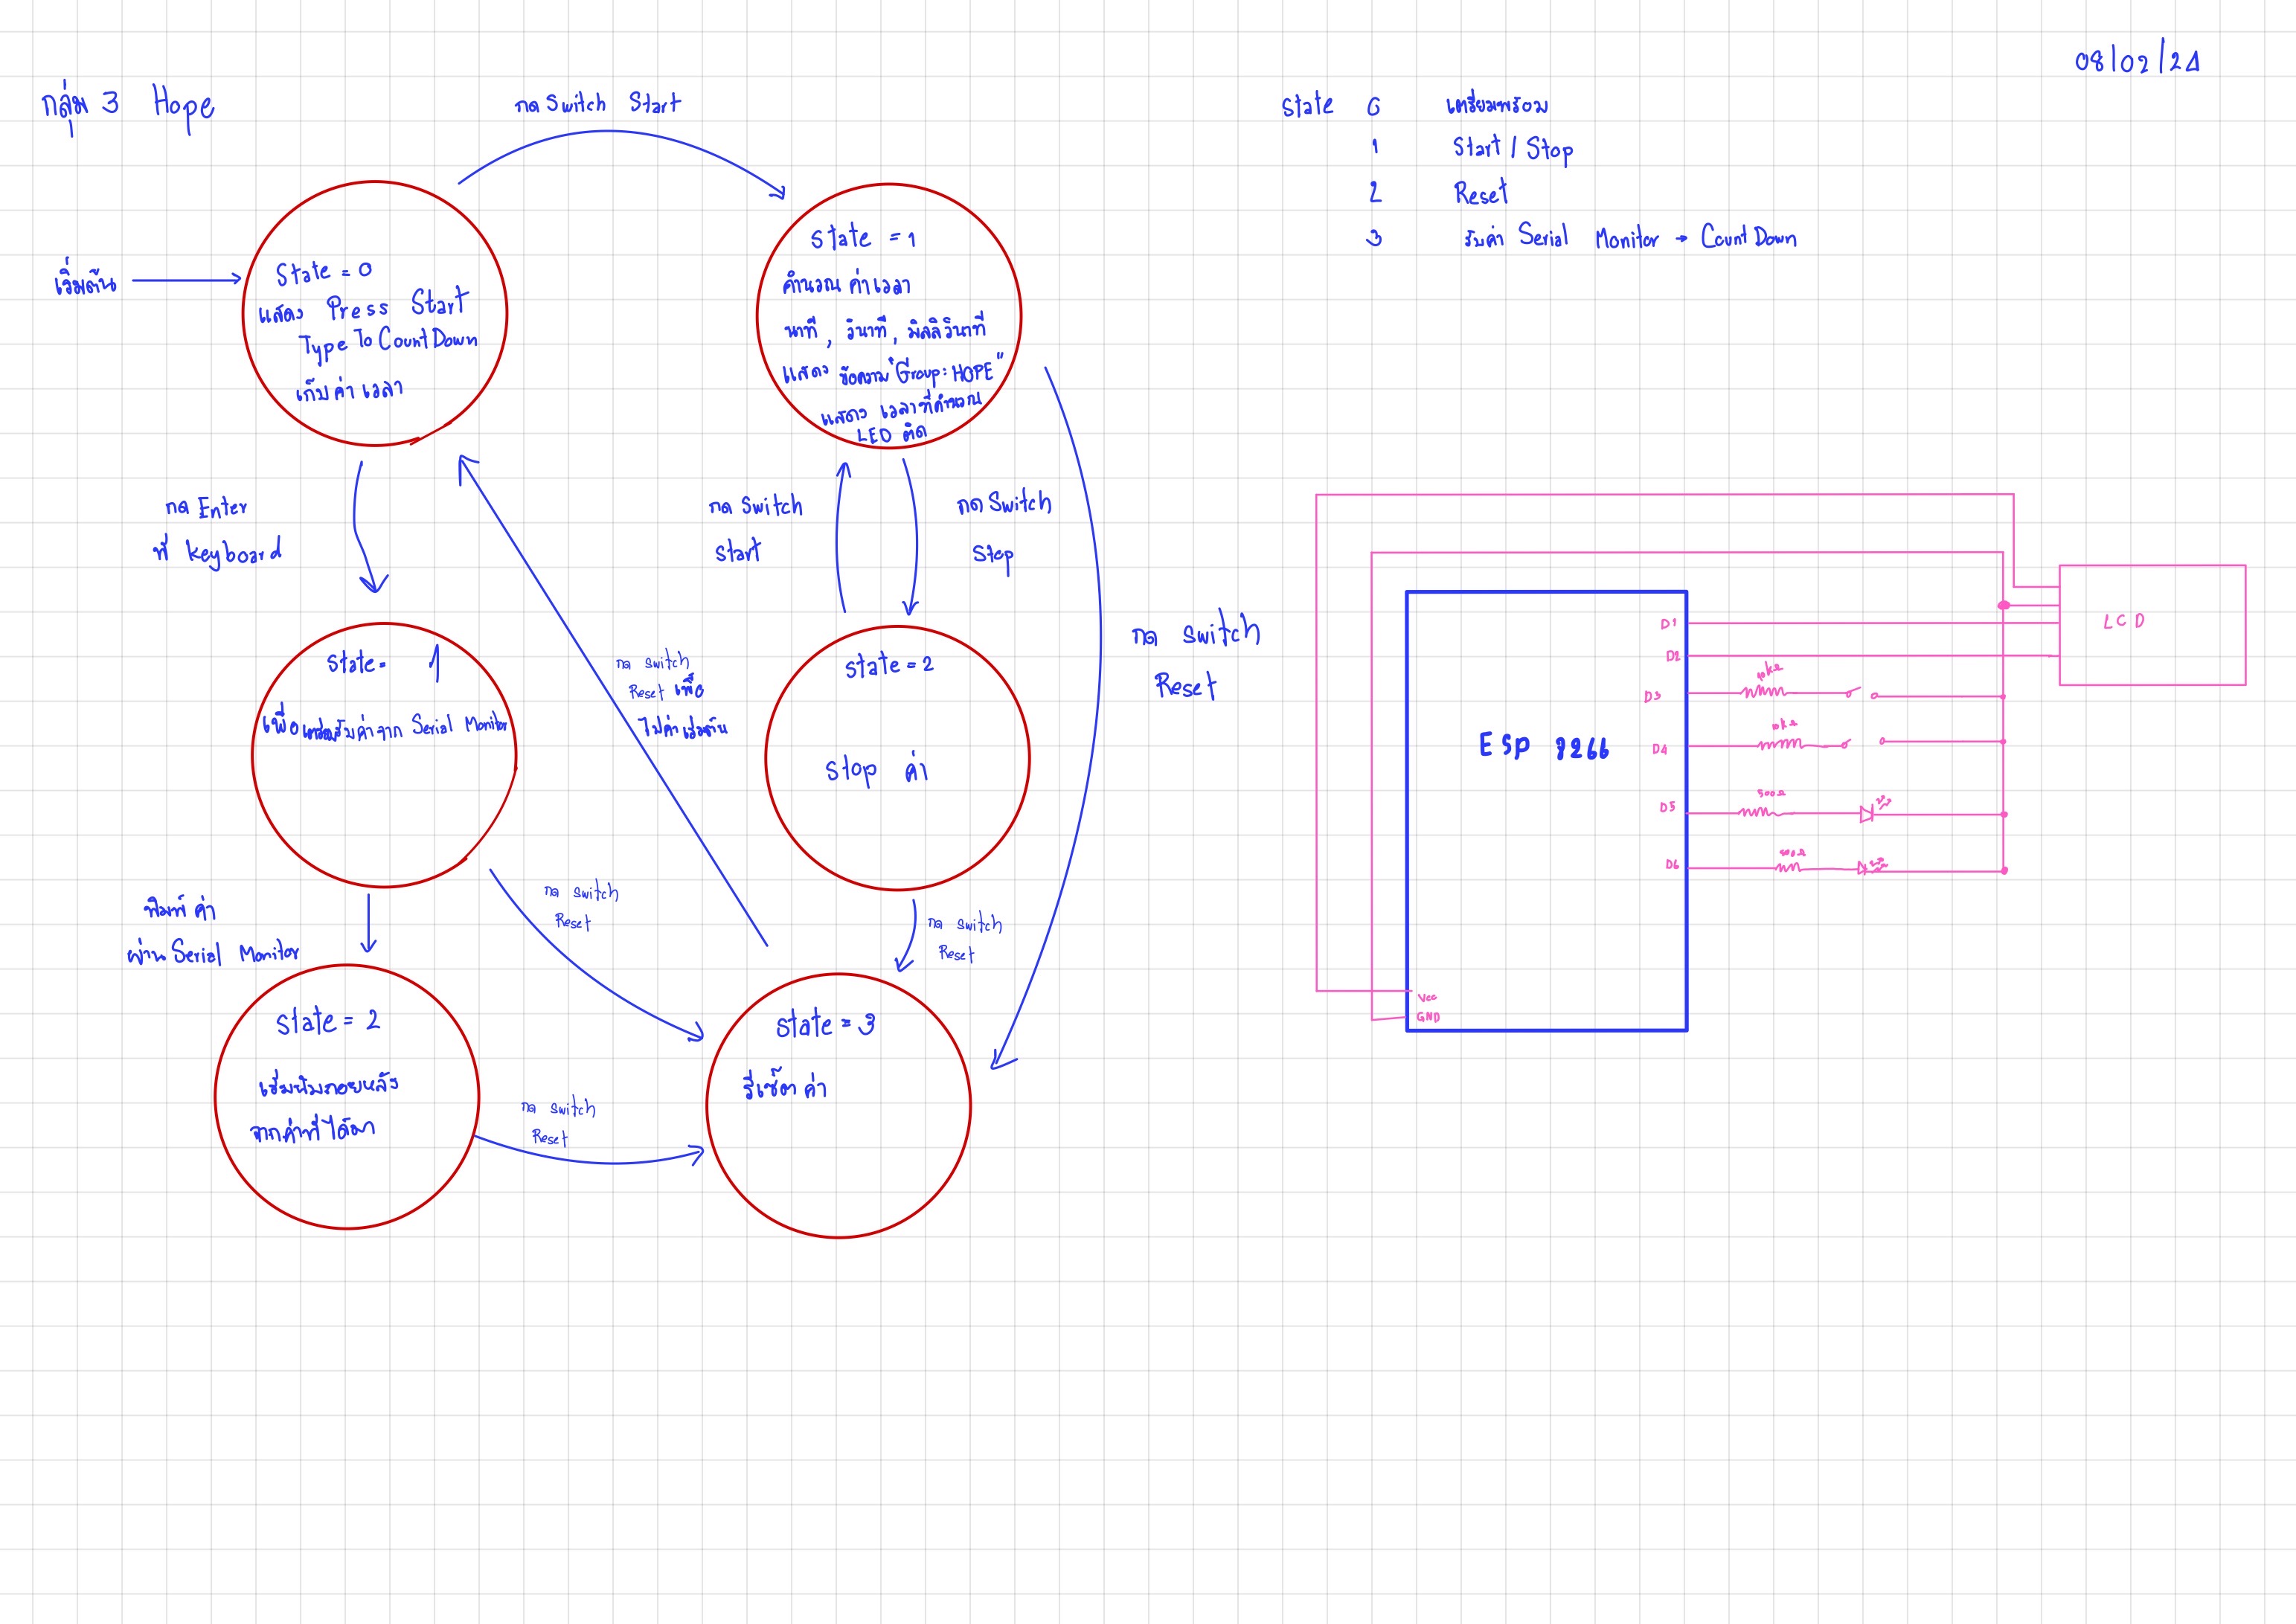 กลุ่ม 3 Hope
08/02/24
กด Switch Start
State 0 เตรียมพร้อม
1 Start / Stop
2 Reset
3 รับค่า Serial Monitor → Count Down
เริ่มต้น
State = 0
แสดง Press Start
Type To Count Down
เก็บค่า เวลา
State = 1
คำนวณ ค่าเวลา
นาที , วินาที , มิลลิวินาที
แสดง ข้อความ "Group: HOPE"
แสดง เวลาที่คำนวณ
LED ติด
กด Enter
ที่ keyboard
กด Switch
Start
กด Switch
Stop
กด Switch
Reset
State = 1
เพื่อ รับค่าจาก Serial Monitor
กด Switch
Reset เพื่อ
ไปค่าเริ่มต้น
State = 2
Stop ค่า
พิมพ์ ค่า
ผ่าน Serial Monitor
กด Switch
Reset
กด Switch
Reset
State = 2
เริ่มนับถอยหลัง
จากค่าที่ได้มา
กด Switch
Reset
State = 3
รีเซ็ต ค่า
LCD
Esp 8266
D1
D2
D3
10kΩ
D4
10kΩ
D5
500Ω
D6
500Ω
Vcc
GND